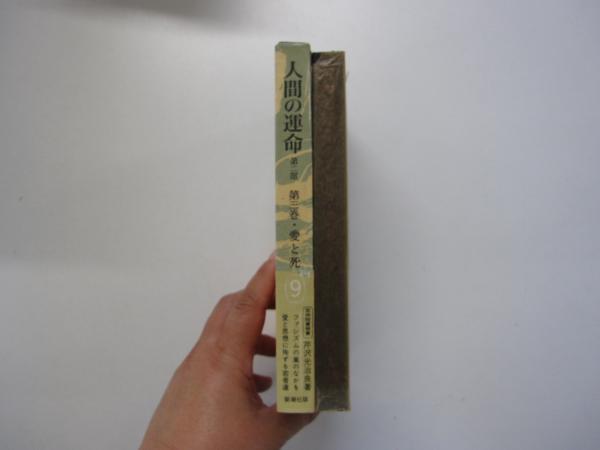 人間の運命
第二部
第三巻・愛と死
9
芹沢光治良著
ファシズムの嵐のなかを
愛と思想に殉ずる若者達
新潮社版